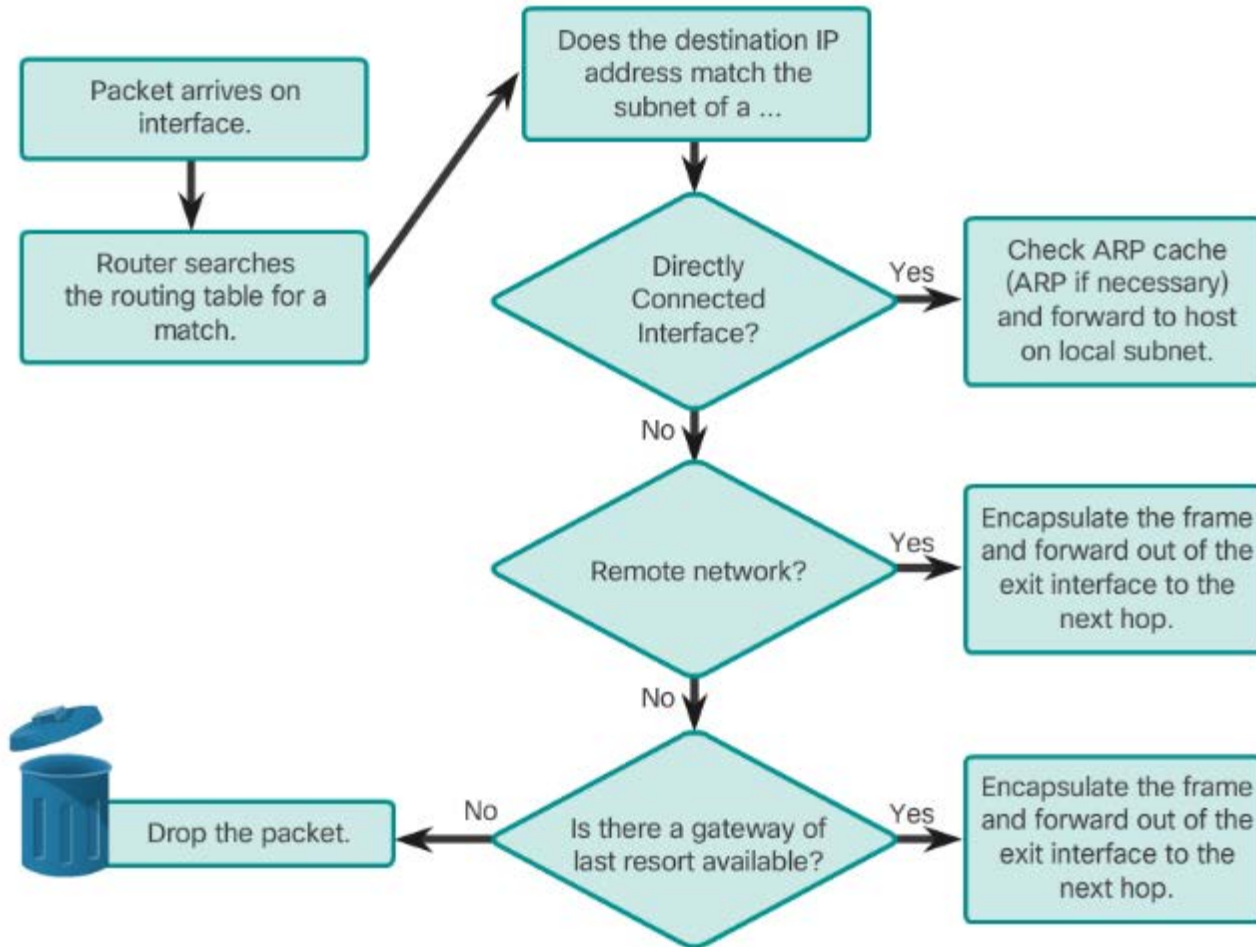 Packet arrives on
interface.
Router searches
the routing table for a
match.
Does the destination IP
address match the
subnet of a ...
Directly
Connected
Interface?
Yes
Check ARP cache
(ARP if necessary)
and forward to host
on local subnet.
No
Remote network?
Yes
Encapsulate the frame
and forward out of the
exit interface to the
next hop.
No
Is there a gateway of
last resort available?
Yes
Encapsulate the frame
and forward out of the
exit interface to the
next hop.
No
Drop the packet.